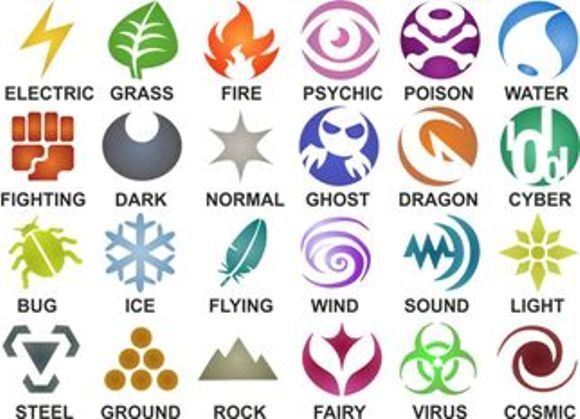 ELECTRIC GRASS FIRE PSYCHIC POISON WATER
FIGHTING DARK NORMAL GHOST DRAGON CYBER
BUG ICE FLYING WIND SOUND LIGHT
STEEL GROUND ROCK FAIRY VIRUS COSMIC